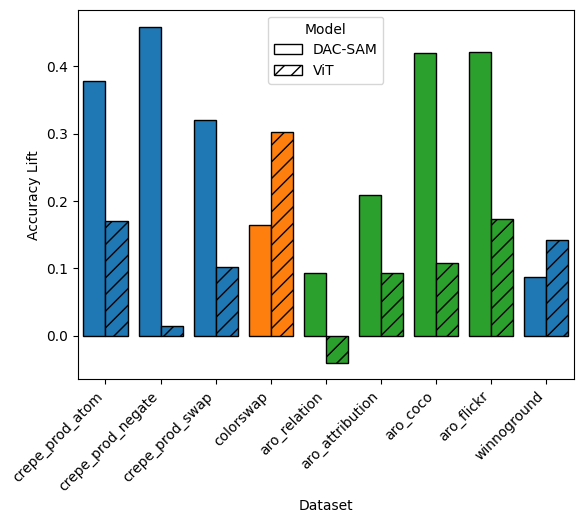 Model
DAC-SAM
ViT
Accuracy Lift
0.4
0.3
0.2
0.1
0.0
crepe_prod_atom
crepe_prod_negate
crepe_prod_swap
colorswap
aro_relation
aro_attribution
aro_coco
aro_flickr
winnoground
Dataset